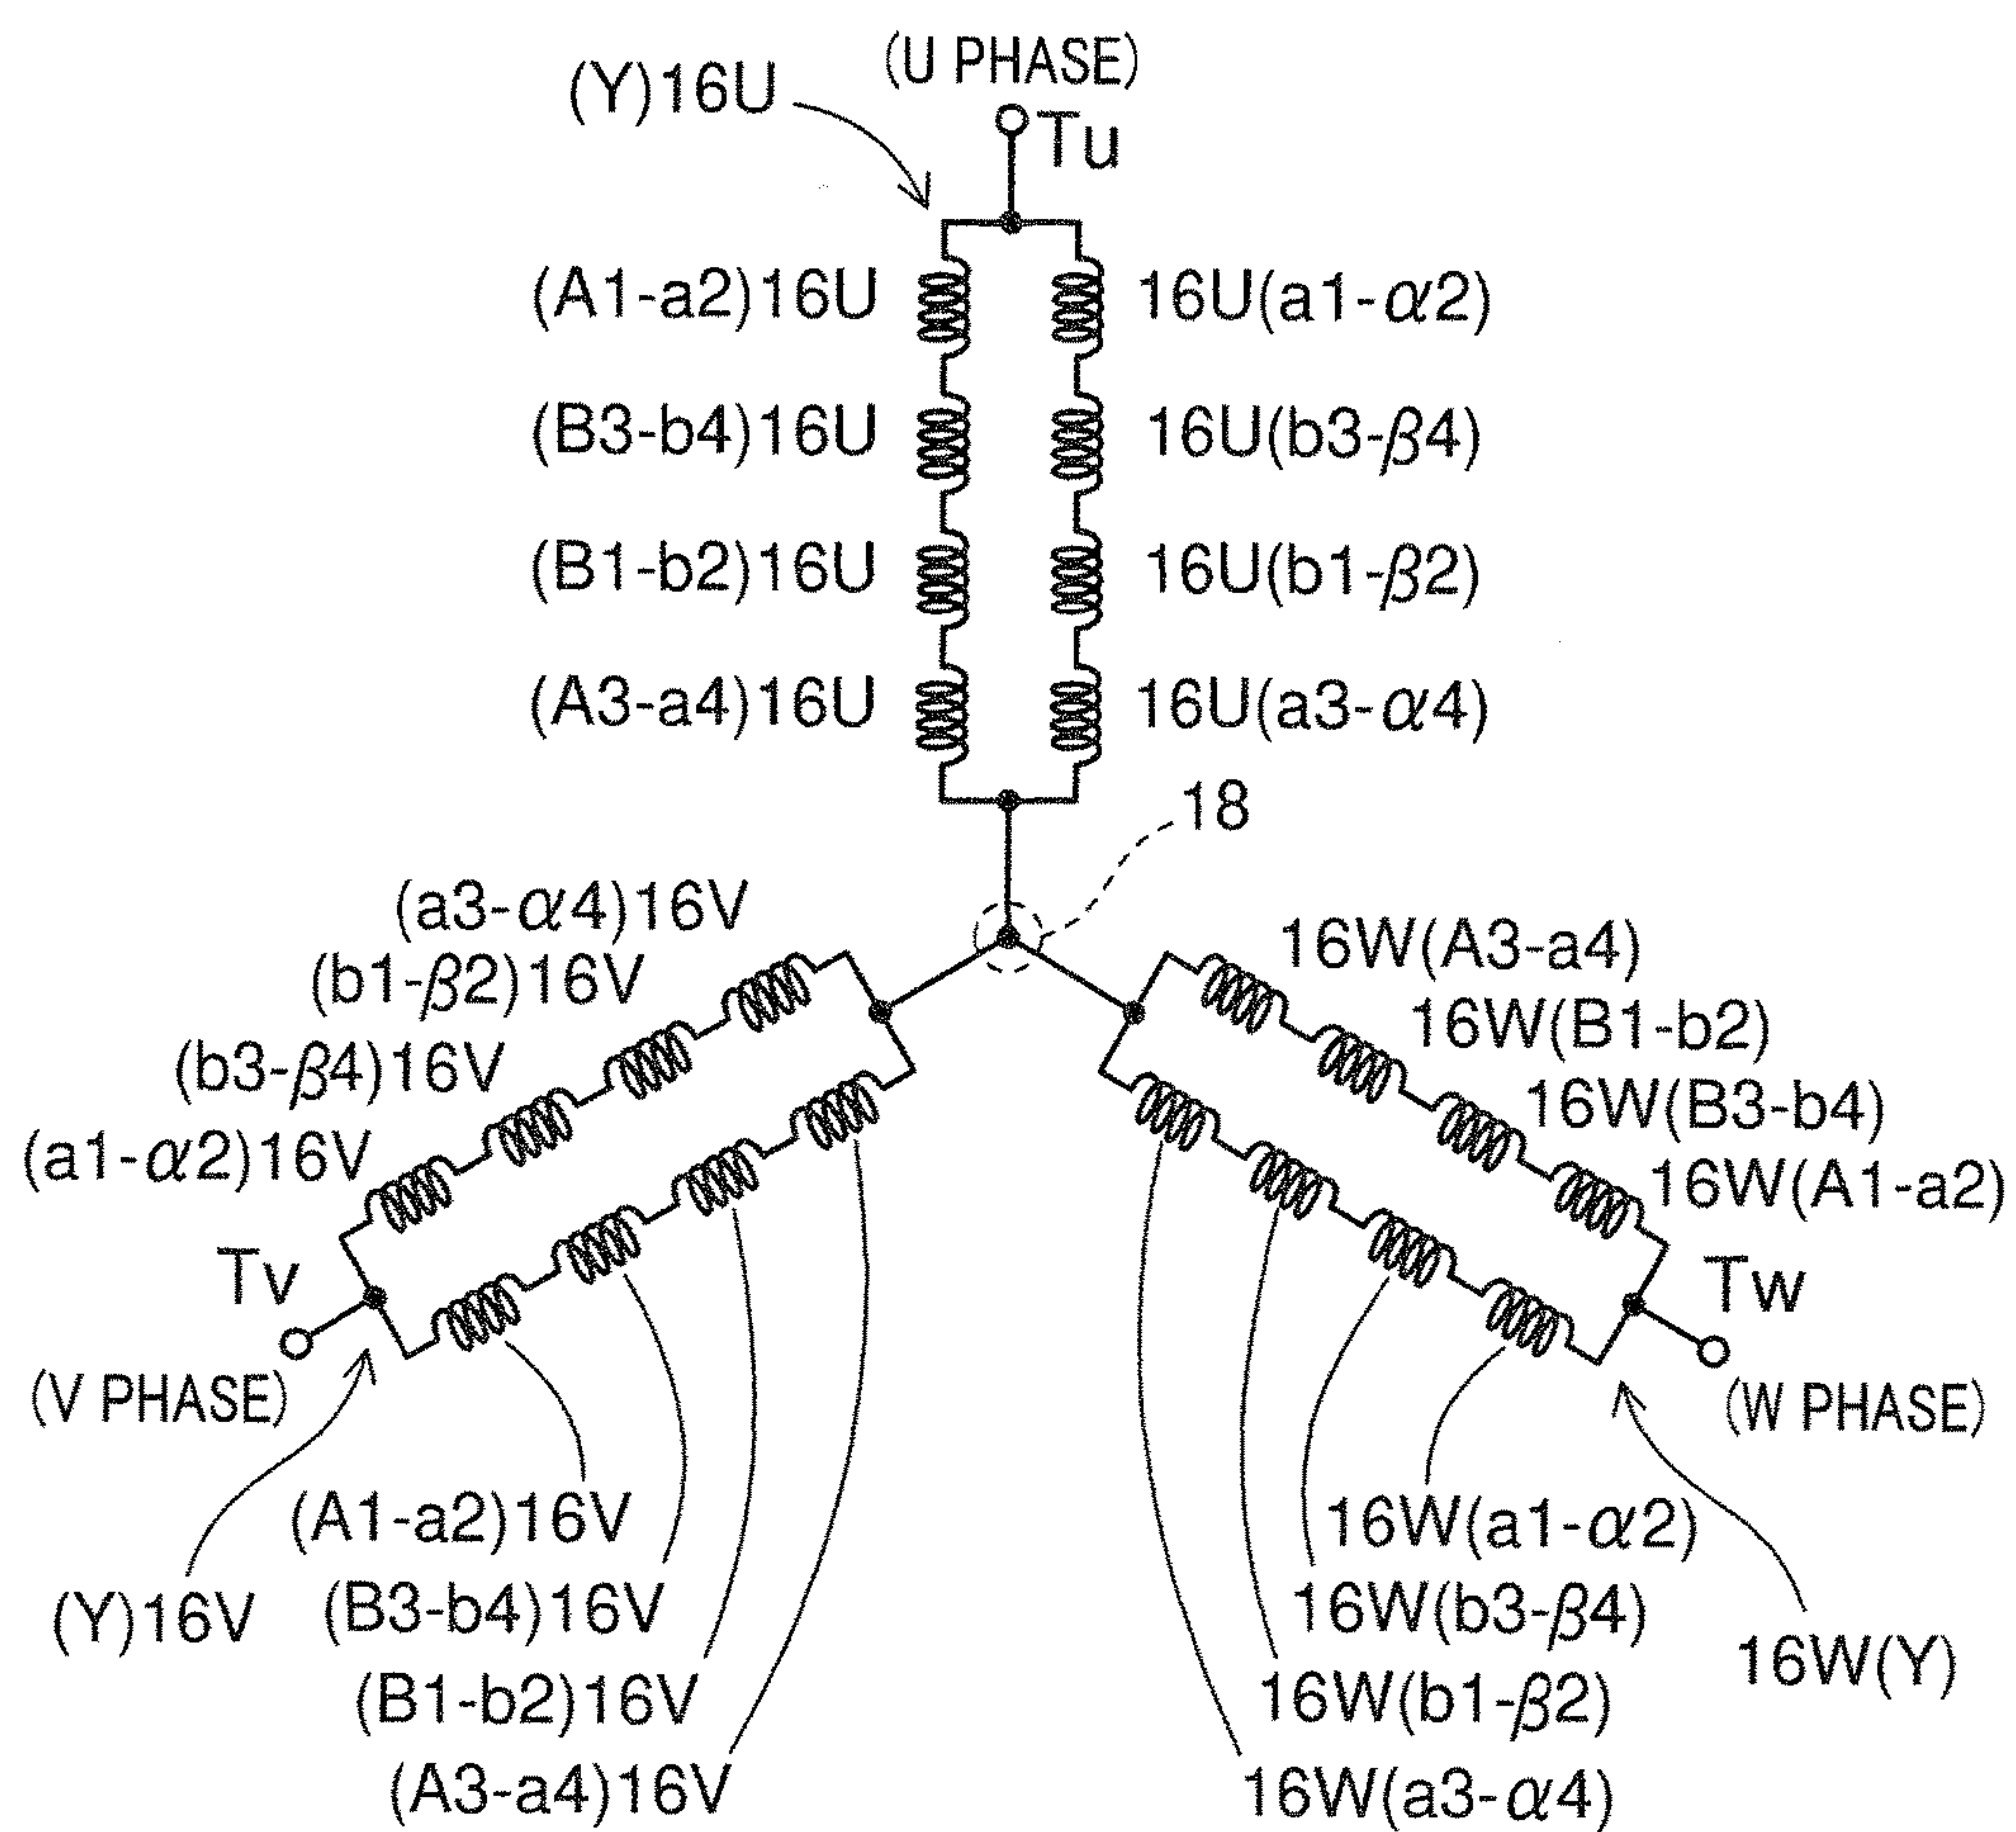 (U PHASE)
(Y)16U
Tu
(A1-a2)16U
16U(a1-α2)
(B3-b4)16U
16U(b3-β4)
(B1-b2)16U
16U(b1-β2)
(A3-a4)16U
16U(a3-α4)
18
(a3-α4)16V
(b1-β2)16V
(b3-β4)16V
(a1-α2)16V
16W(A3-a4)
16W(B1-b2)
16W(B3-b4)
16W(A1-a2)
Tv
Tw
(V PHASE)
(W PHASE)
(A1-a2)16V
(B3-b4)16V
(B1-b2)16V
(A3-a4)16V
(Y)16V
16W(a1-α2)
16W(b3-β4)
16W(b1-β2)
16W(a3-α4)
16W(Y)